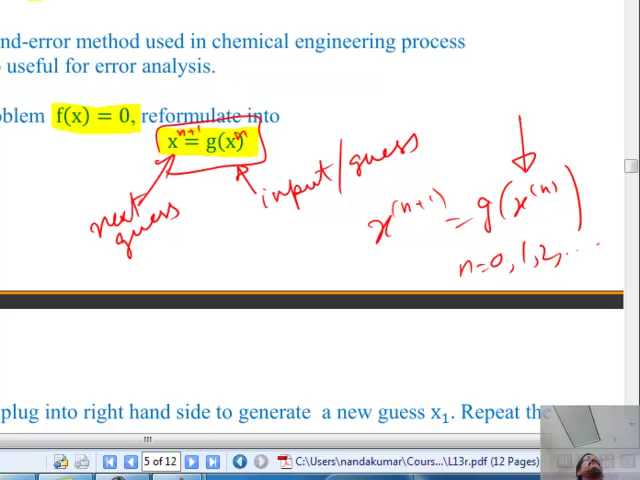 nd-error method used in chemical engineering process
o useful for error analysis.
oblem f(x) = 0, reformulate into
x^{n+1} = g(x)^{n}
next guess
input/guess
x^{(n+1)} = g(x^{(n)})
n=0, 1, 2, ...
plug into right hand side to generate a new guess x₁. Repeat the
5 of 12
C:\Users\nandakumar\Cours...\L13r.pdf (12 Pages)